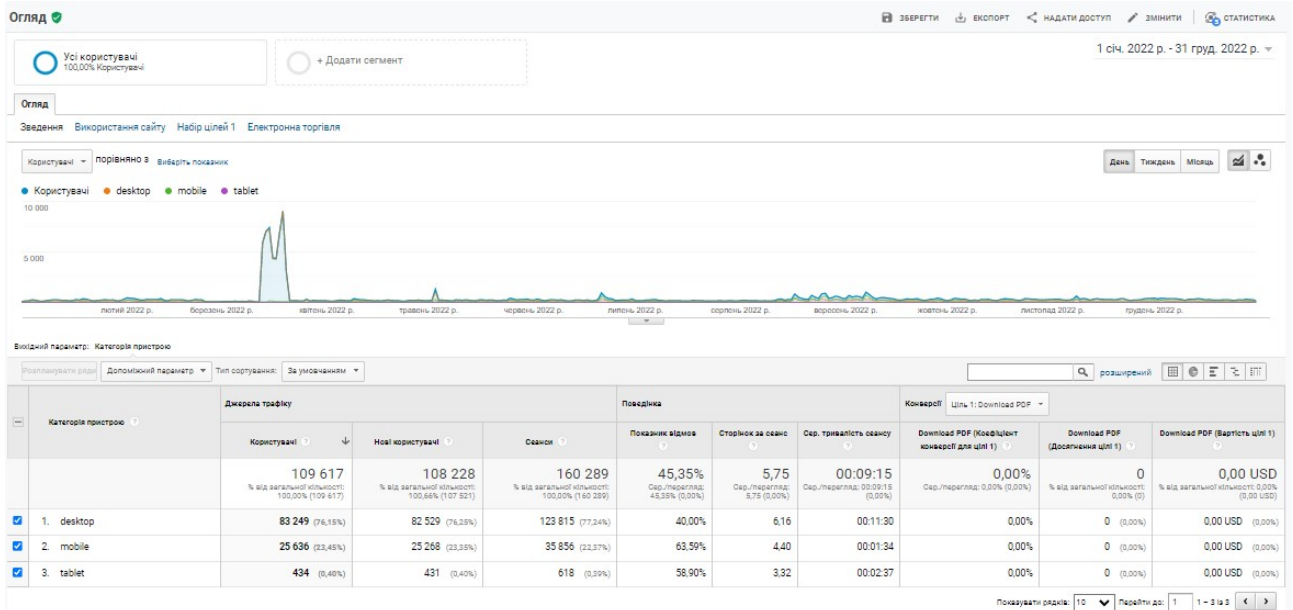 Огляд
ЗБЕРЕГТИ ЕКСПОРТ НАДАТИ ДОСТУП ЗМІНИТИ СТАТИСТИКА
1 січ. 2022 р. - 31 груд. 2022 р.
Усі користувачі
100,00% Користувачі
+ Додати сегмент
Огляд
Зведення Використання сайту Набір цілей 1 Електронна торгівля
Користувачі порівняно з Виберіть показник
День Тиждень Місяць
Користувачі desktop mobile tablet
10 000
5 000
лютий 2022 р. березень 2022 р. квітень 2022 р. травень 2022 р. червень 2022 р. липень 2022 р. серпень 2022 р. вересень 2022 р. жовтень 2022 р. листопад 2022 р. грудень 2022 р.
Вихідний параметр: Категорія пристрою
Розпланувати рядки Допоміжний параметр Тип сортування: За умовчанням
розширений
Категорія пристрою
Джерела трафіку Поведінка Конверсії Ціль 1: Download PDF
Користувачі Нові користувачі Сеанси Показник відмов Сторінок за сеанс Сер. тривалість сеансу Download PDF (Коефіцієнт конверсії для цілі 1) Download PDF (Досягнення цілі 1) Download PDF (Вартість цілі 1)
109 617 108 228 160 289 45,35% 5,75 00:09:15 0,00% 0 0,00 USD
% від загальної кількості: 100,00% (109 617) % від загальної кількості: 100,66% (107 521) % від загальної кількості: 100,00% (160 289) Сер./перегляд: 45,35% (0,00%) Сер./перегляд: 5,75 (0,00%) Сер./перегляд: 00:09:15 (0,00%) Сер./перегляд: 0,00% (0,00%) % від загальної кількості: 0,00% (0) % від загальної кількості: 0,00% (0,00 USD)
1. desktop 83 249 (76,15%) 82 529 (76,25%) 123 815 (77,24%) 40,00% 6,16 00:11:30 0,00% 0 (0,00%) 0,00 USD (0,00%)
2. mobile 25 636 (23,45%) 25 268 (23,35%) 35 856 (22,37%) 63,59% 4,40 00:01:34 0,00% 0 (0,00%) 0,00 USD (0,00%)
3. tablet 434 (0,40%) 431 (0,40%) 618 (0,39%) 58,90% 3,32 00:02:37 0,00% 0 (0,00%) 0,00 USD (0,00%)
Показувати рядків: 10 Перейти до: 1 1 – 3 із 3